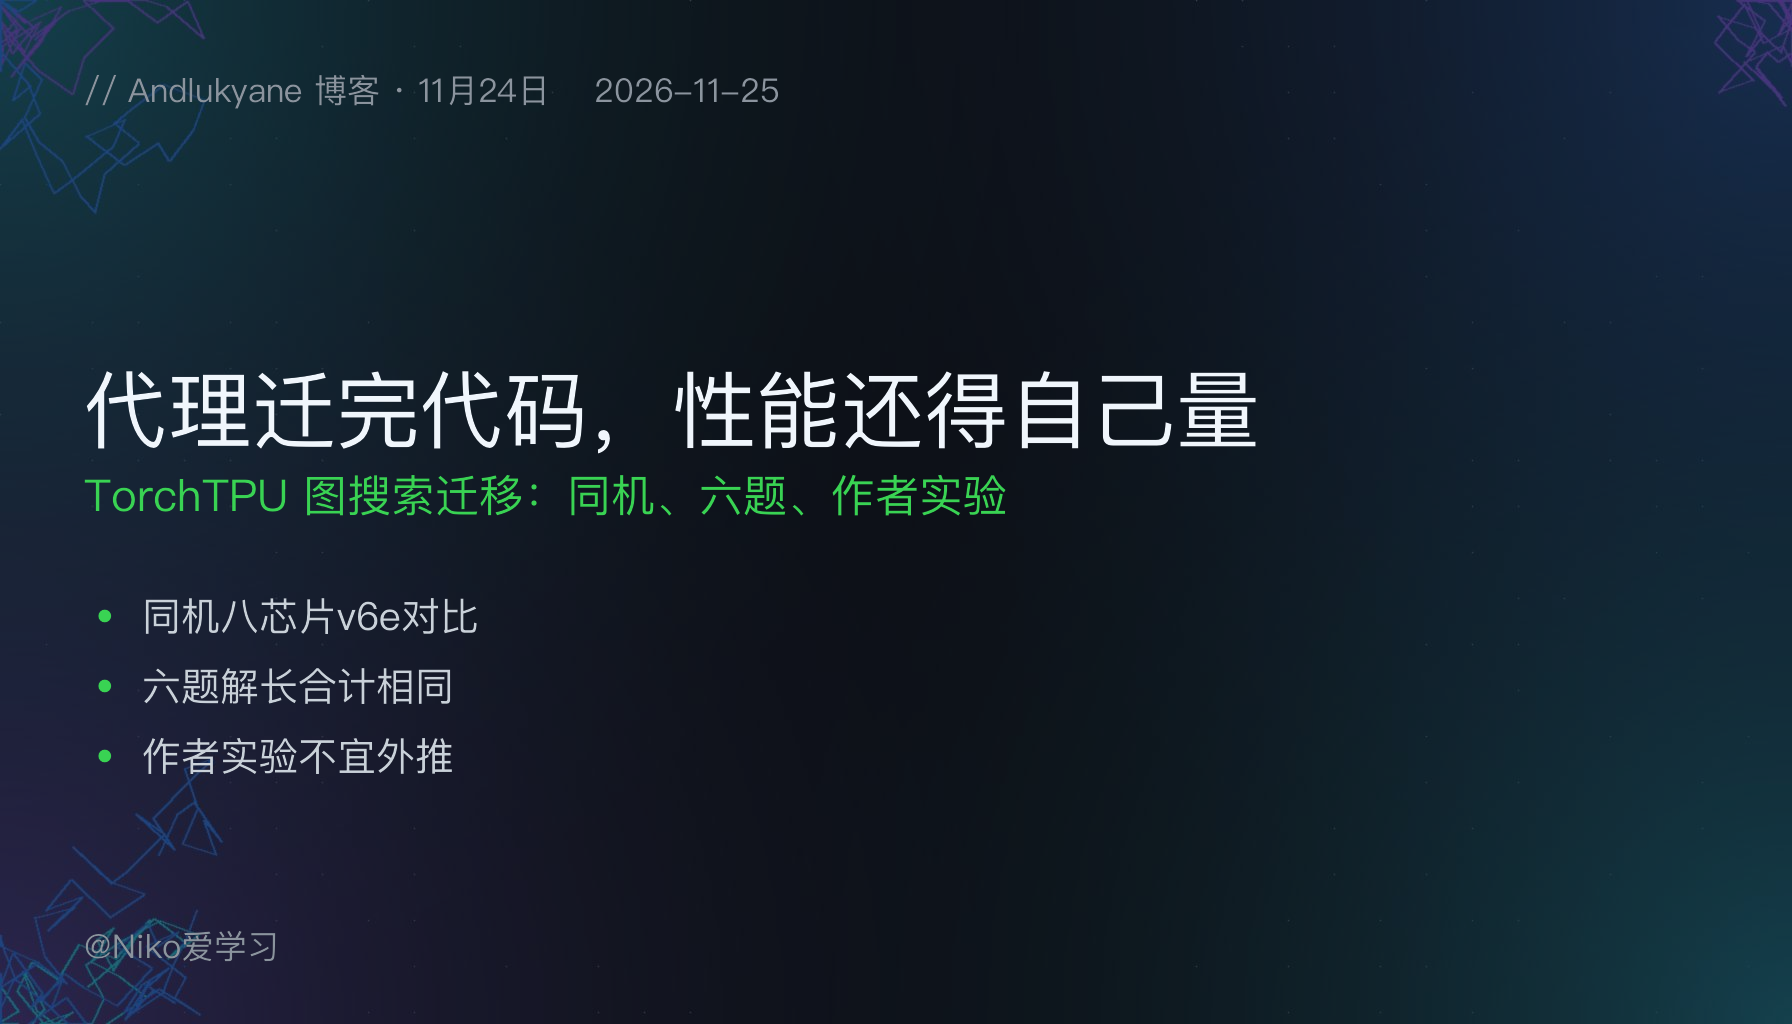 // Andlukyane 博客 · 11月24日 2026-11-25
代理迁完代码，性能还得自己量
TorchTPU 图搜索迁移：同机、六题、作者实验
• 同机八芯片v6e对比
• 六题解长合计相同
• 作者实验不宜外推
@Niko爱学习